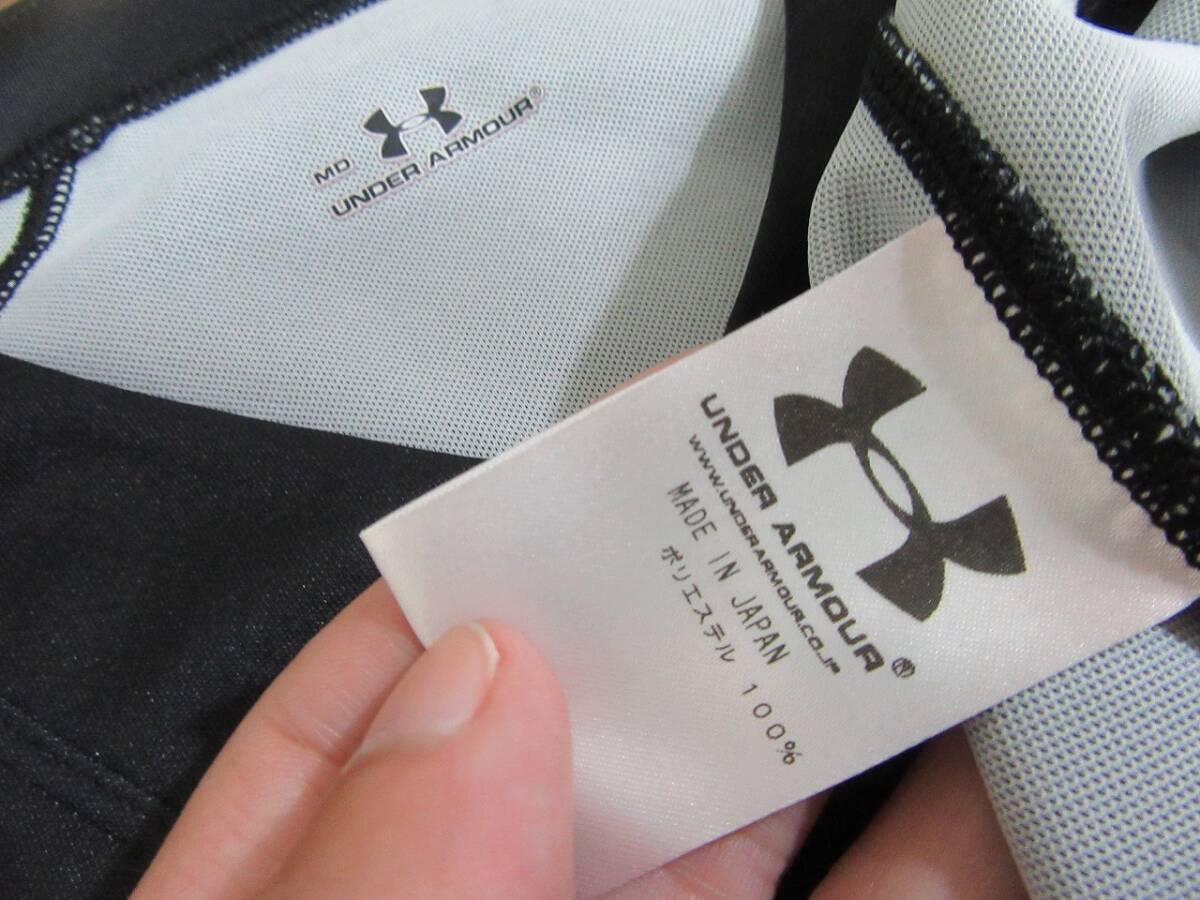 MD
UNDER ARMOUR®
UNDER ARMOUR®
WWW.UNDERARMOUR.CO.JP
MADE IN JAPAN
ポリエステル 100%